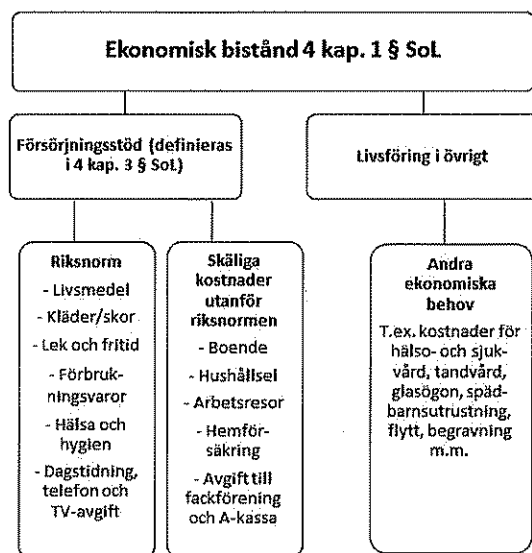 Ekonomisk bistånd 4 kap. 1 § SoL
Försörjningsstöd (definieras
i 4 kap. 3 § SoL)
Livsföring i övrigt
Riksnorm
- Livsmedel
- Kläder/skor
- Lek och fritid
- Förbruk-
ningsvaror
- Hälsa och
hygien
- Dagstidning,
telefon och
TV-avgift
Skäliga
kostnader
utanför
riksnormen
- Boende
- Hushållsel
- Arbetsresor
- Hemför-
säkring
- Avgift till
fackförening
och A-kassa
Andra
ekonomiska
behov
T.ex. kostnader för
hälso- och sjuk-
vård, tandvård,
glasögon, späd-
barnsutrustning,
flytt, begravning
m.m.